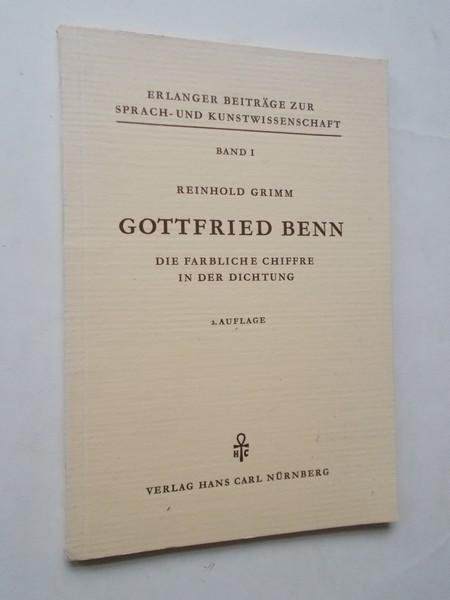 ERLANGER BEITRÄGE ZUR
SPRACH- UND KUNSTWISSENSCHAFT
BAND I
REINHOLD GRIMM
GOTTFRIED BENN
DIE FARBLICHE CHIFFRE
IN DER DICHTUNG
2. AUFLAGE
H C
VERLAG HANS CARL NÜRNBERG